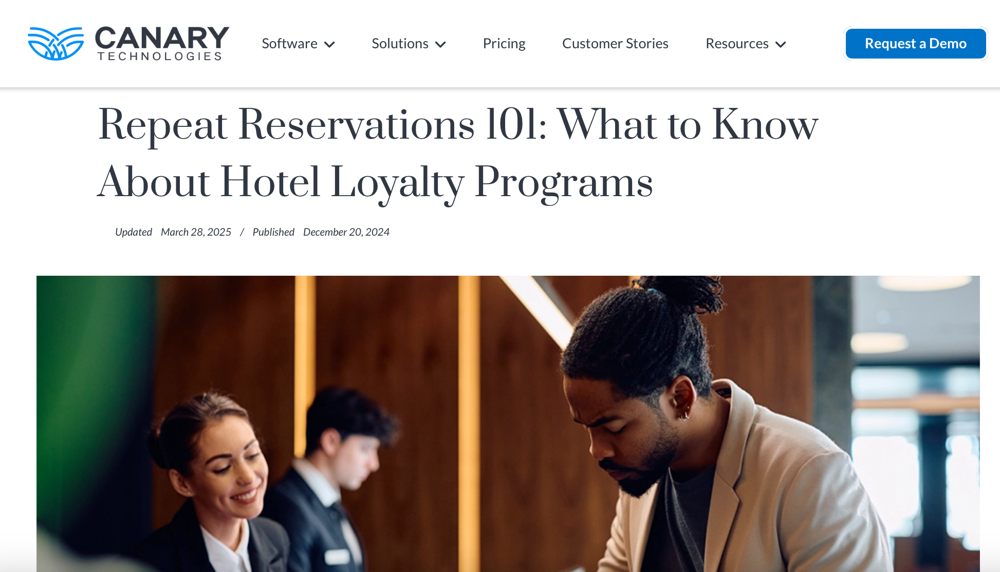 CANARY
TECHNOLOGIES
Software
Solutions
Pricing
Customer Stories
Resources
Request a Demo
Repeat Reservations 101: What to Know
About Hotel Loyalty Programs
Updated March 28, 2025 / Published December 20, 2024